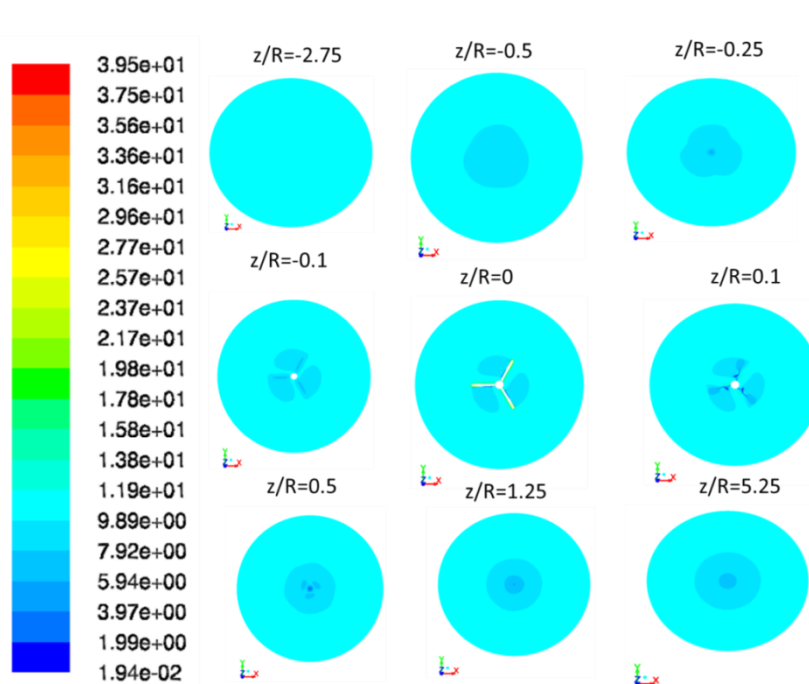 3.95e+01
3.75e+01
3.56e+01
3.36e+01
3.16e+01
2.96e+01
2.77e+01
2.57e+01
2.37e+01
2.17e+01
1.98e+01
1.78e+01
1.58e+01
1.38e+01
1.19e+01
9.89e+00
7.92e+00
5.94e+00
3.97e+00
1.99e+00
1.94e-02
z/R=-2.75
z/R=-0.5
z/R=-0.25
Y
Z
X
Y
Z
X
Y
Z
X
z/R=-0.1
z/R=0
z/R=0.1
Y
Z
X
Y
Z
X
Y
Z
X
z/R=0.5
z/R=1.25
z/R=5.25
Y
Z
X
Y
Z
X
Y
Z
X